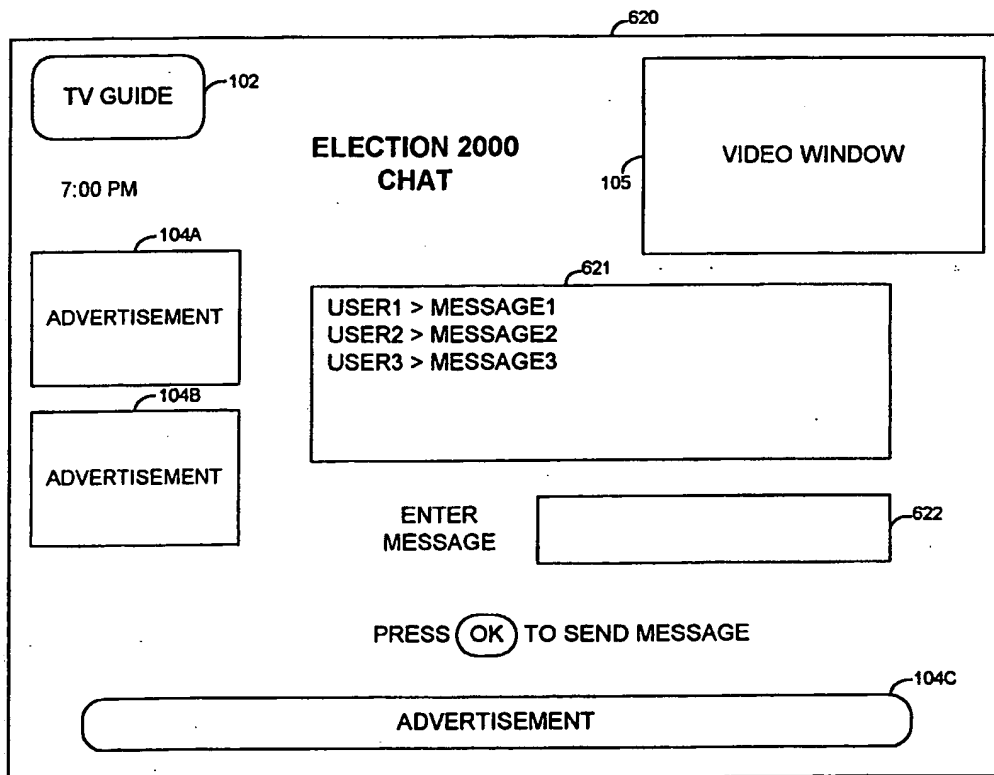 620
TV GUIDE
102
ELECTION 2000
CHAT
VIDEO WINDOW
105
7:00 PM
104A
ADVERTISEMENT
621
USER1 > MESSAGE1
USER2 > MESSAGE2
USER3 > MESSAGE3
104B
ADVERTISEMENT
ENTER
MESSAGE
622
PRESS OK TO SEND MESSAGE
104C
ADVERTISEMENT